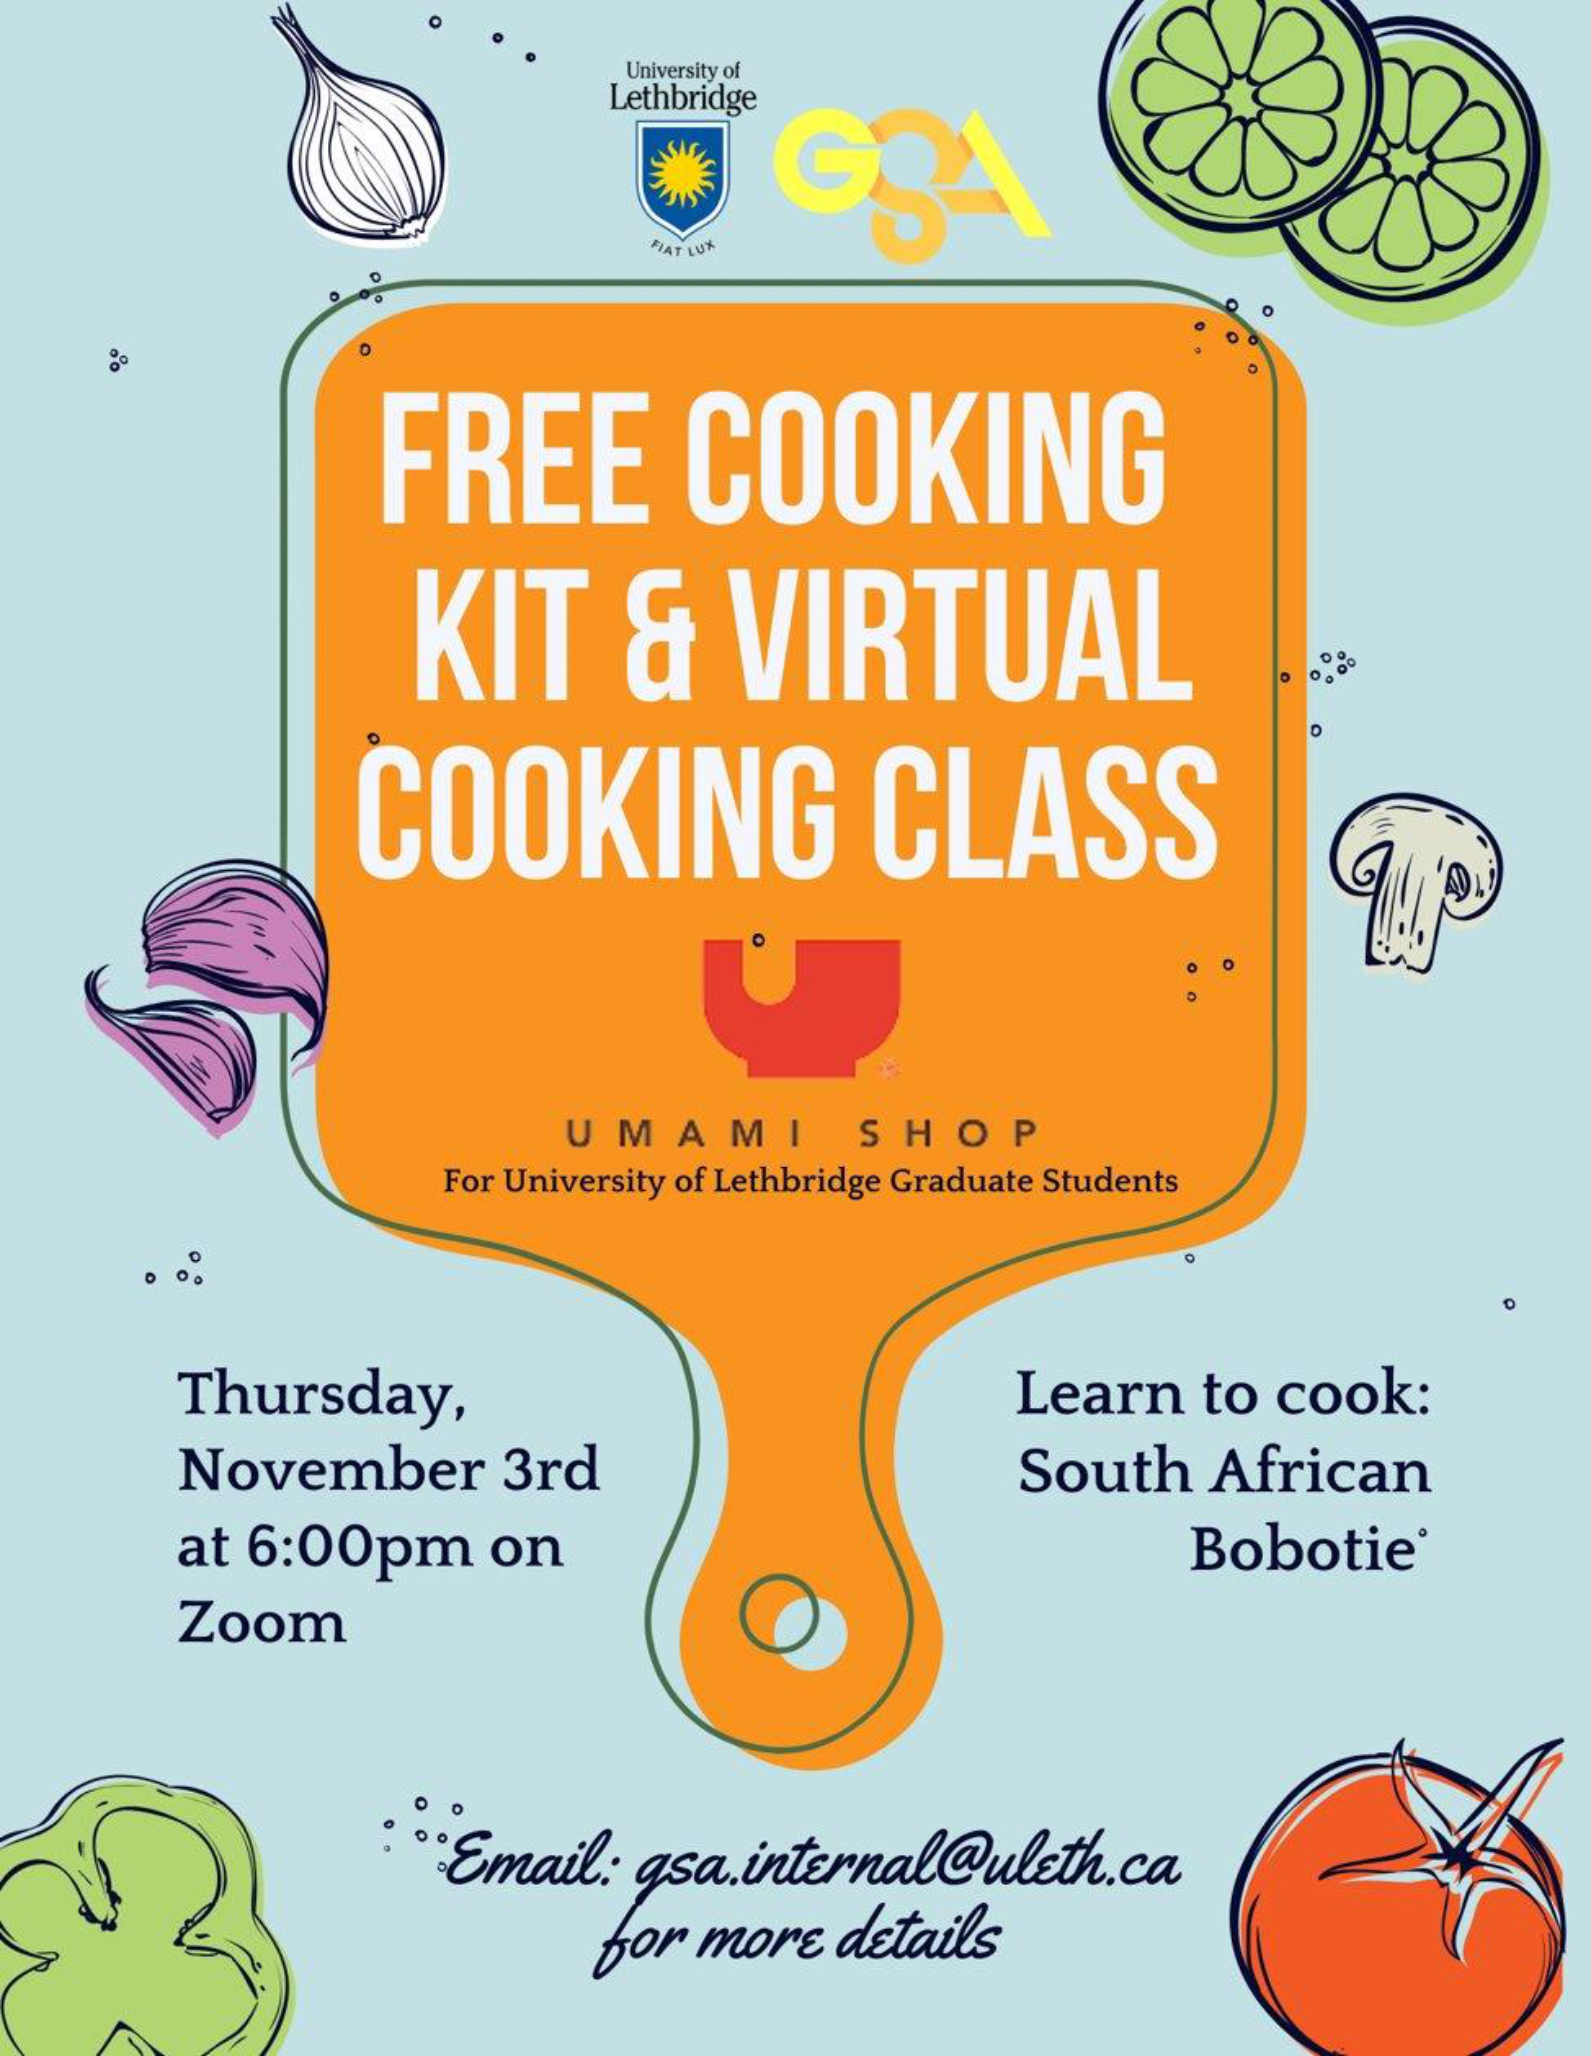 University of
Lethbridge
FIAT LUX
GSA
FREE COOKING
KIT & VIRTUAL
COOKING CLASS
UMAMI SHOP
For University of Lethbridge Graduate Students
Thursday,
November 3rd
at 6:00pm on
Zoom
Learn to cook:
South African
Bobotie
Email: gsa.internal@uleth.ca
for more details